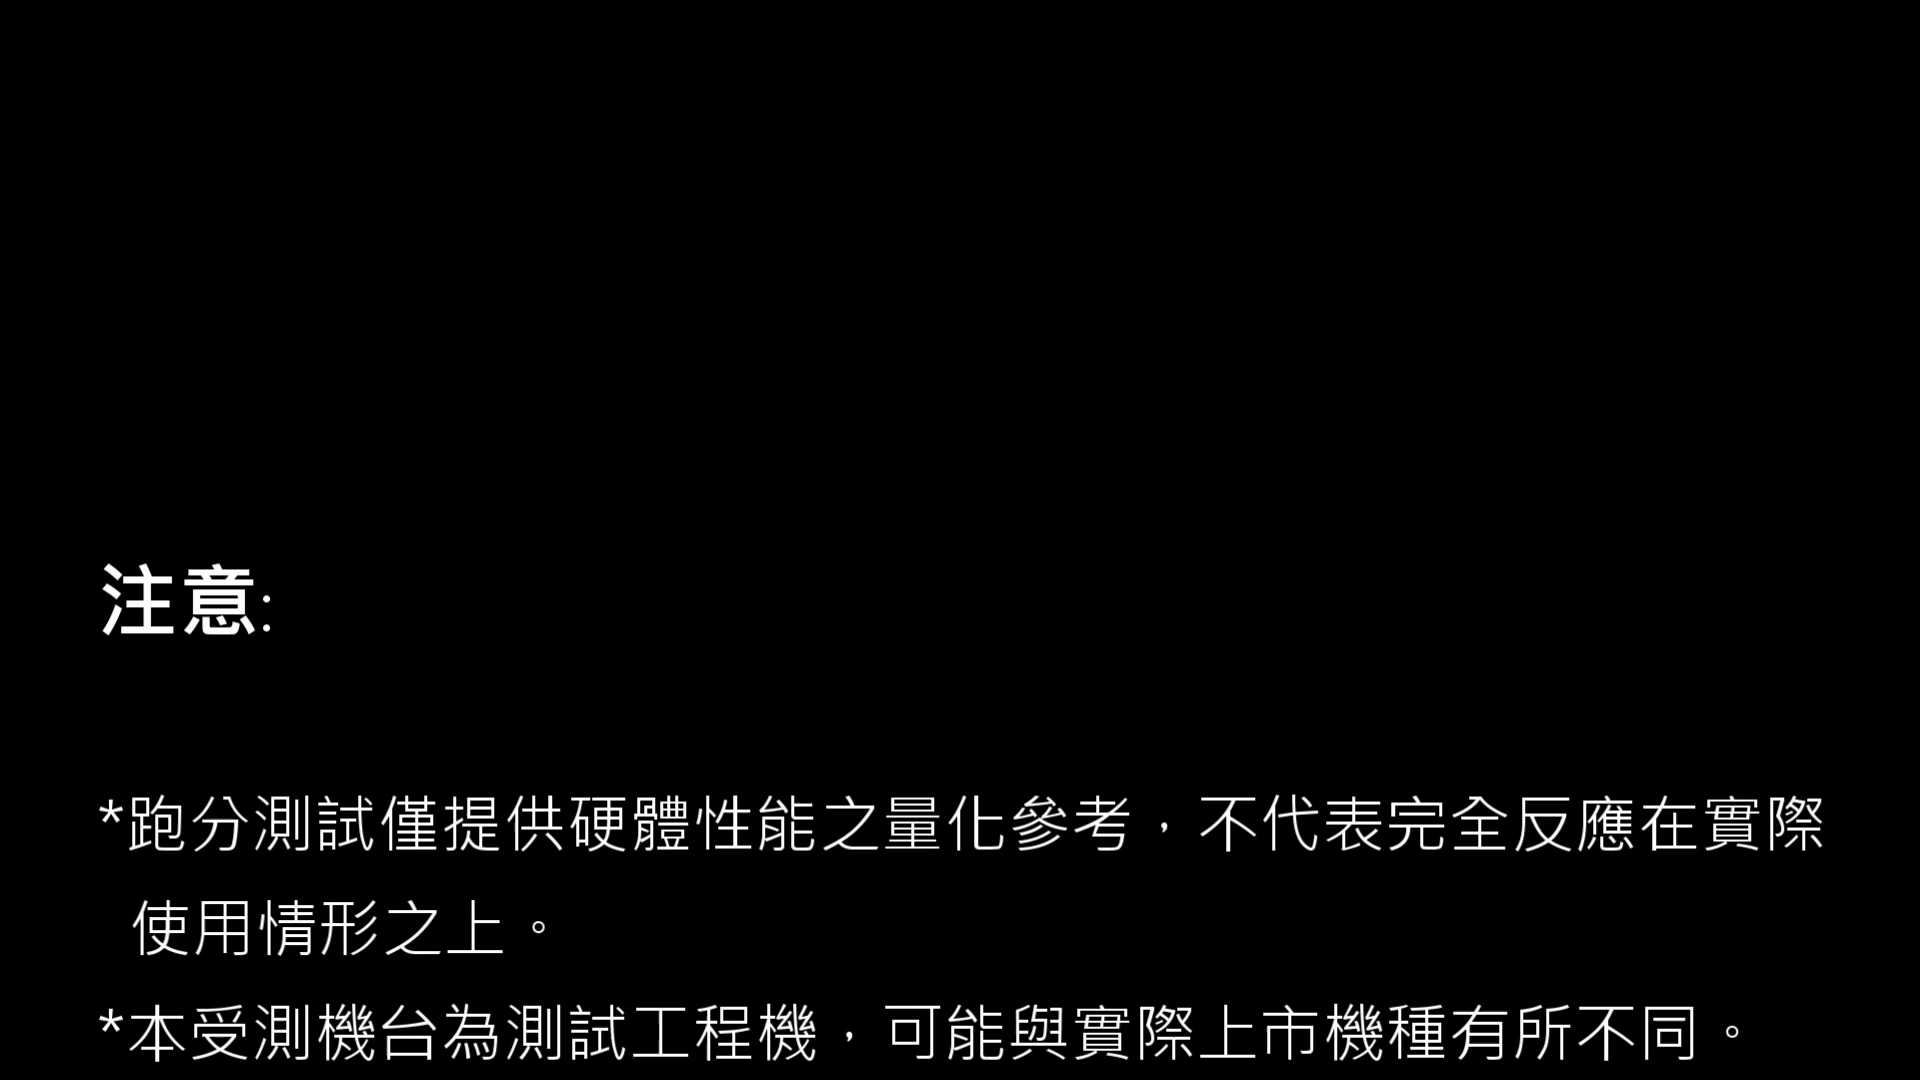 注意:
*跑分測試僅提供硬體性能之量化參考，不代表完全反應在實際
使用情形之上。
*本受測機台為測試工程機，可能與實際上市機種有所不同。